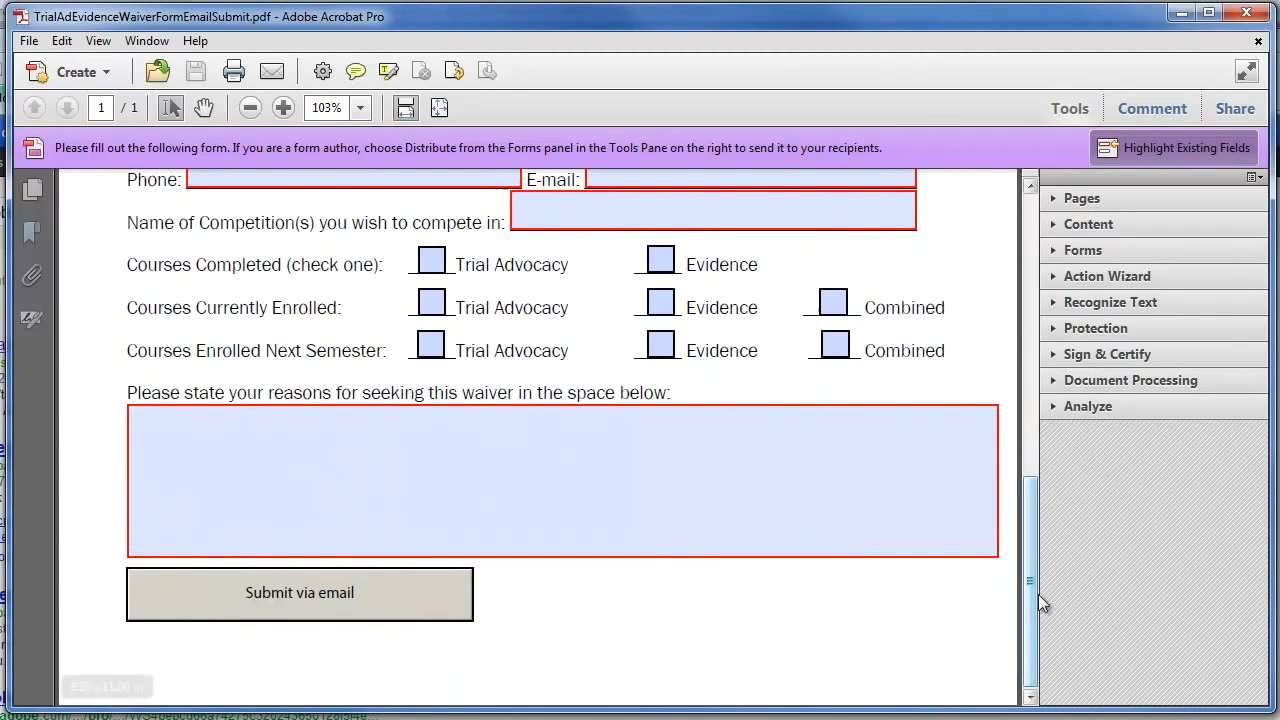 TrialAdEvidenceWaiverFormEmailSubmit.pdf - Adobe Acrobat Pro
File Edit View Window Help
Create
1 / 1 103% Tools Comment Share
Please fill out the following form. If you are a form author, choose Distribute from the Forms panel in the Tools Pane on the right to send it to your recipients. Highlight Existing Fields
Phone: E-mail:
Name of Competition(s) you wish to compete in:
Courses Completed (check one): Trial Advocacy Evidence
Courses Currently Enrolled: Trial Advocacy Evidence Combined
Courses Enrolled Next Semester: Trial Advocacy Evidence Combined
Please state your reasons for seeking this waiver in the space below:
Submit via email
Pages
Content
Forms
Action Wizard
Recognize Text
Protection
Sign & Certify
Document Processing
Analyze